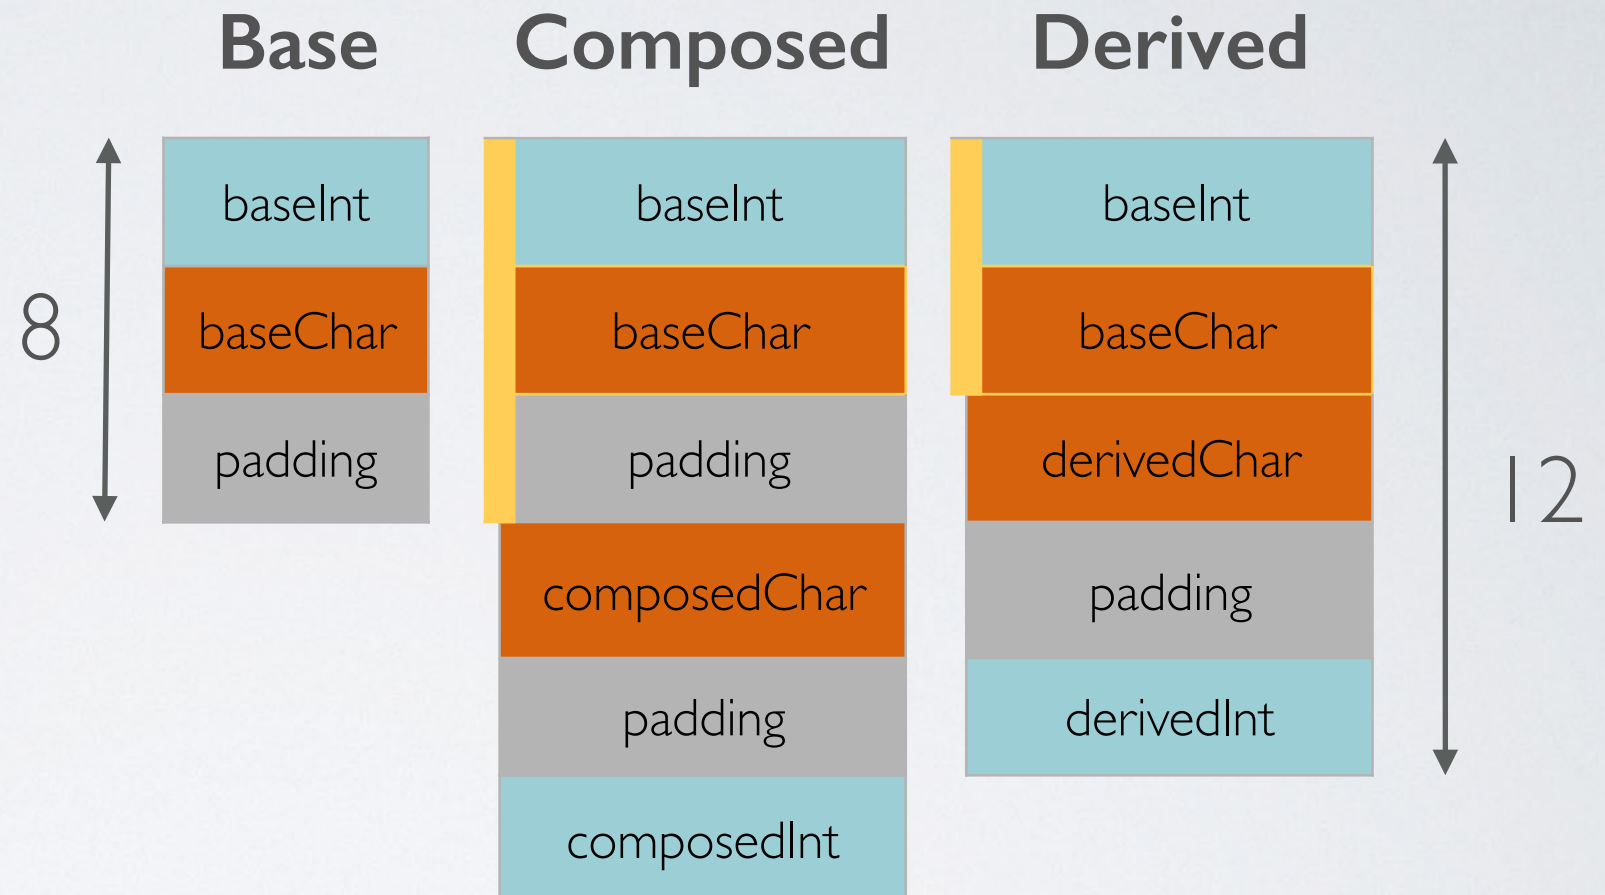 Base
Composed
Derived
8
baseInt
baseChar
padding
baseInt
baseChar
padding
composedChar
padding
composedInt
baseInt
baseChar
derivedChar
padding
derivedInt
12